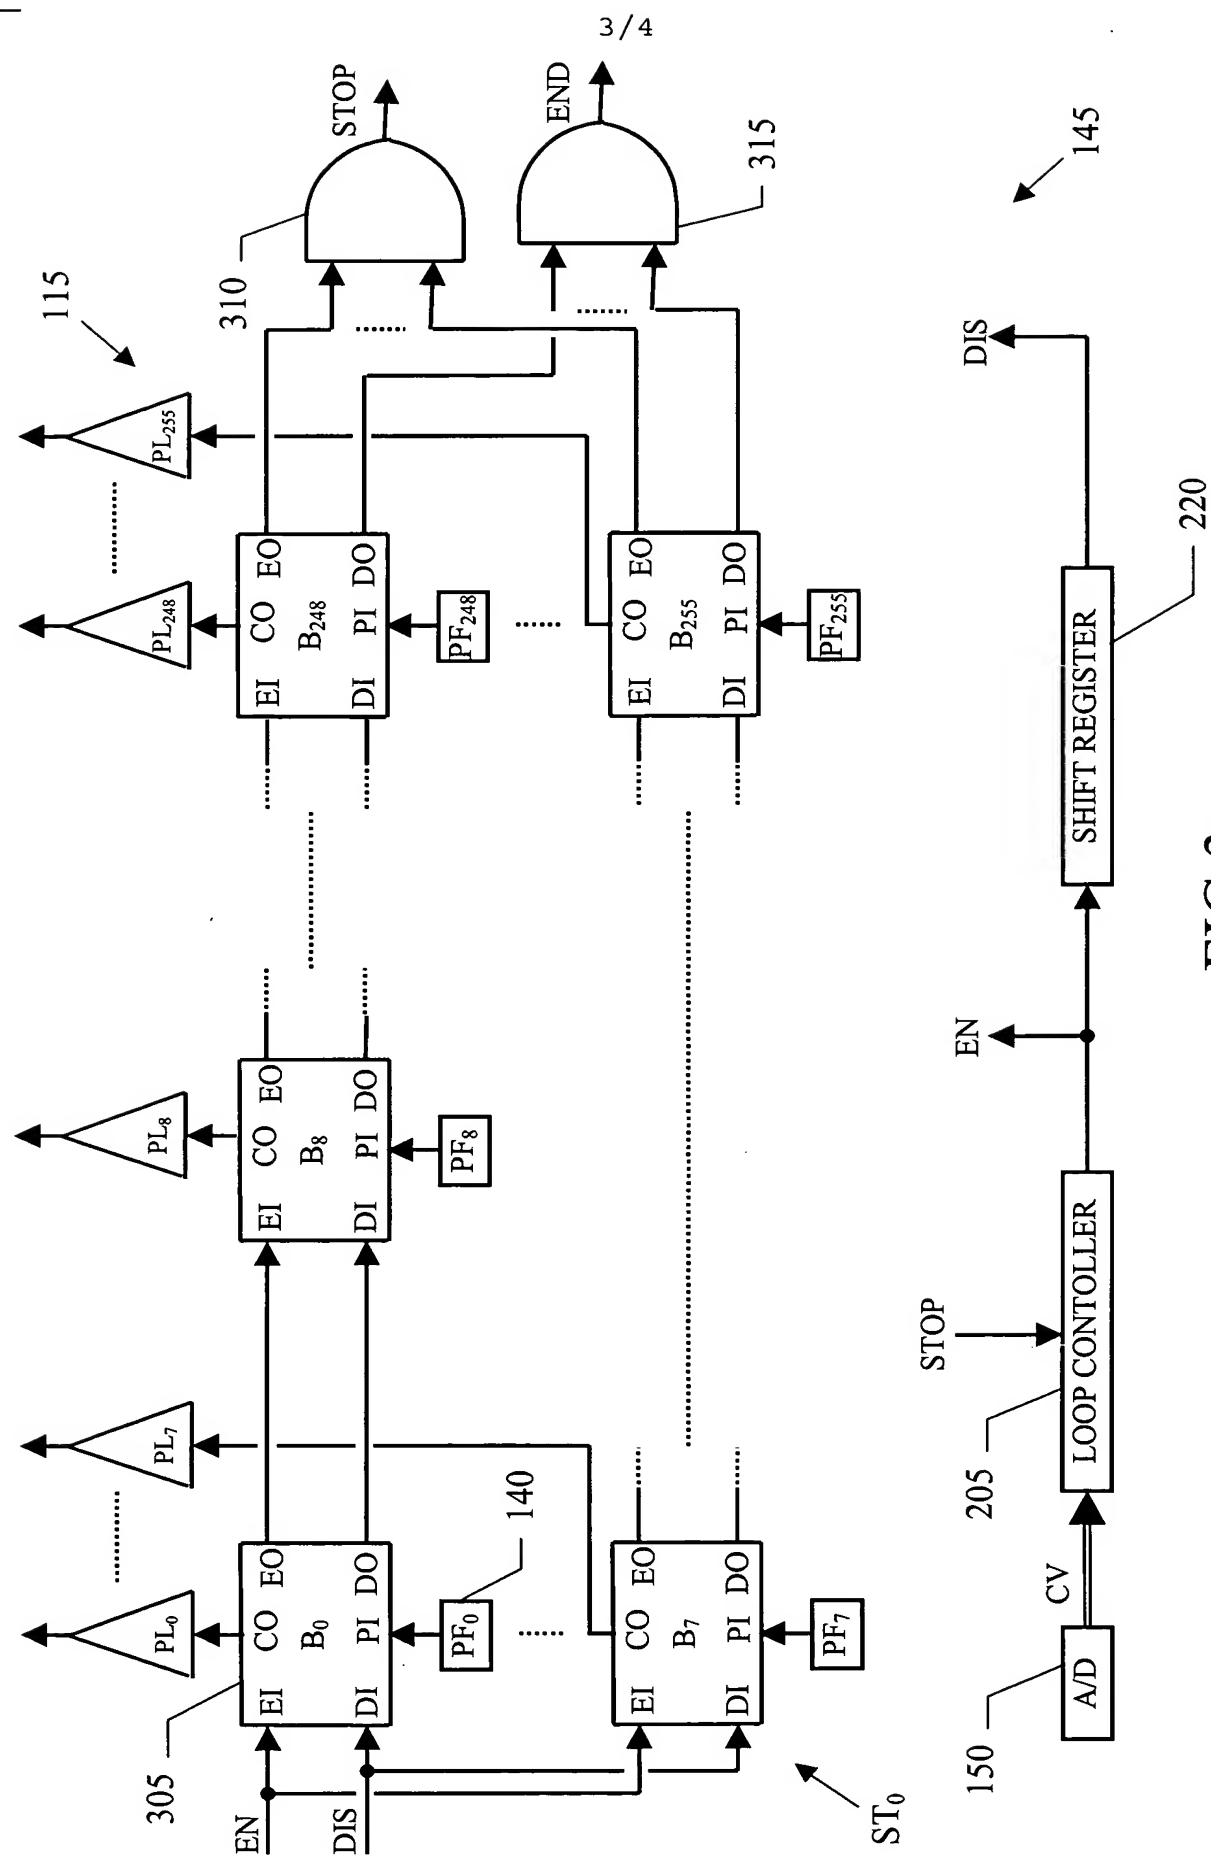 3/4
115
PL₀
PL₇
PL₈
PL₂₄₈
PL₂₅₅
305
EN
DIS
EI CO EO
B₀
DI PI DO
PF₀
140
EI CO EO
B₈
DI PI DO
PF₈
EI CO EO
B₂₄₈
DI PI DO
PF₂₄₈
310
STOP
END
315
EI CO EO
B₇
DI PI DO
PF₇
EI CO EO
B₂₅₅
DI PI DO
PF₂₅₅
ST₀
145
150
A/D
CV
205
STOP
LOOP CONTOLLER
EN
SHIFT REGISTER
220
DIS